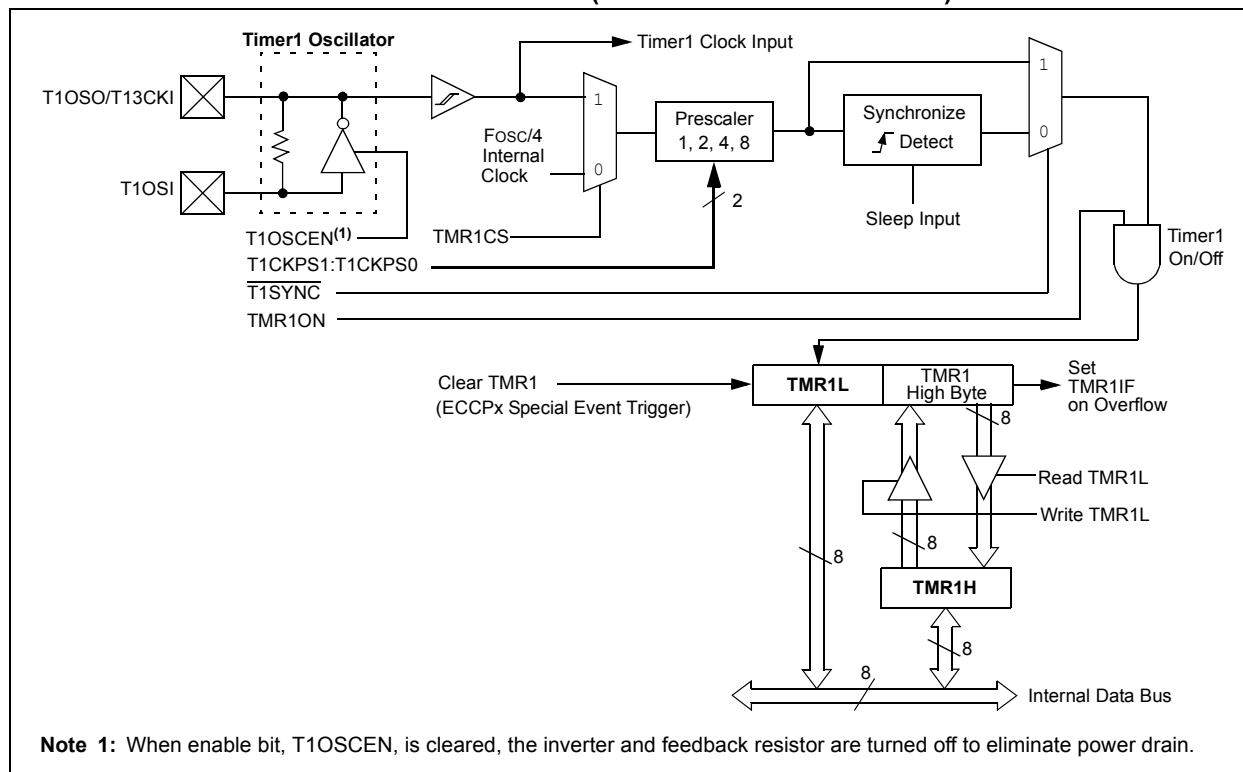 Timer1 Oscillator
Timer1 Clock Input
T1OSO/T13CKI
1
FOSC/4
Internal
Clock
0
Prescaler
1, 2, 4, 8
Synchronize
Detect
1
0
T1OSI
2
Sleep Input
T1OSCEN(1)
TMR1CS
Timer1
On/Off
T1CKPS1:T1CKPS0
T1SYNC
TMR1ON
Clear TMR1
(ECCPx Special Event Trigger)
TMR1L
TMR1
High Byte
Set
TMR1IF
on Overflow
8
Read TMR1L
Write TMR1L
8
8
TMR1H
8
8
Internal Data Bus
Note 1: When enable bit, T1OSCEN, is cleared, the inverter and feedback resistor are turned off to eliminate power drain.